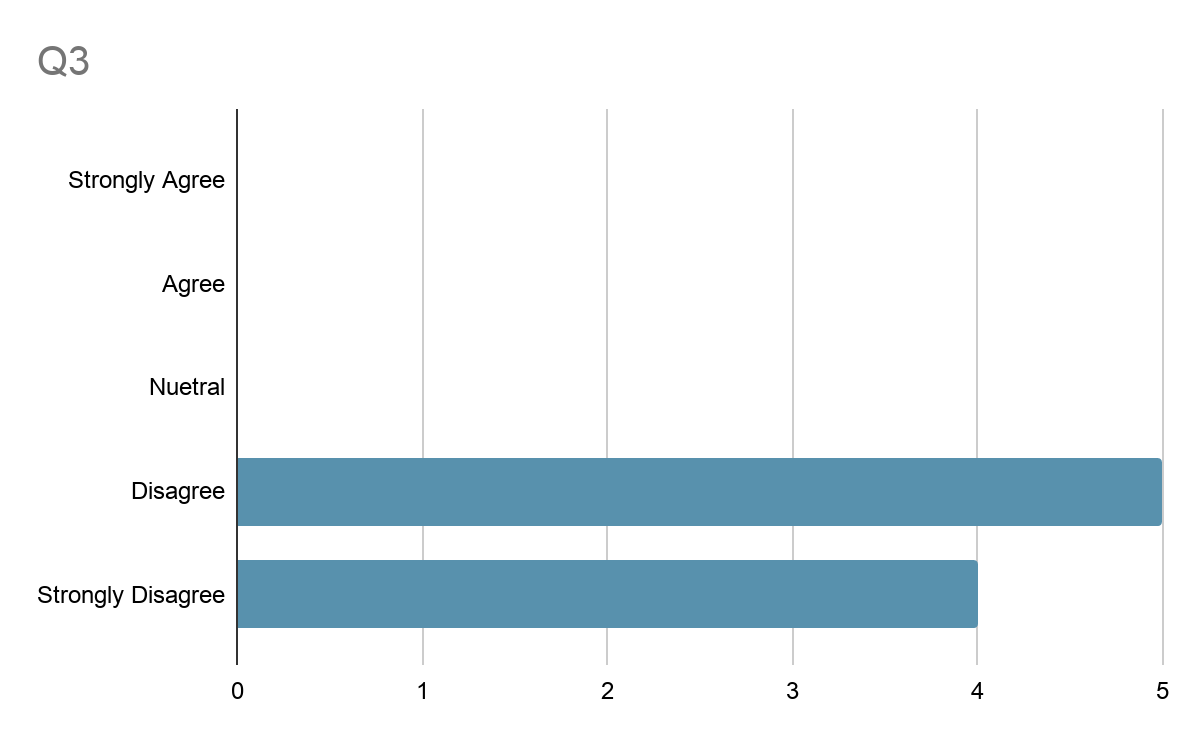 Q3
Strongly Agree
Agree
Nuetral
Disagree
Strongly Disagree
0 1 2 3 4 5